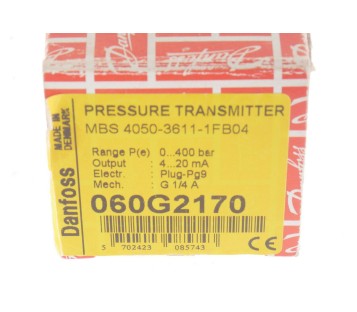 Danfoss
MADE IN
DENMARK
Danfoss
PRESSURE TRANSMITTER
MBS 4050-3611-1FB04
Range P(e) 0...400 bar
Output : 4...20 mA
Electr. : Plug-Pg9
Mech. : G 1/4 A
060G2170
5 702423 085743
CE